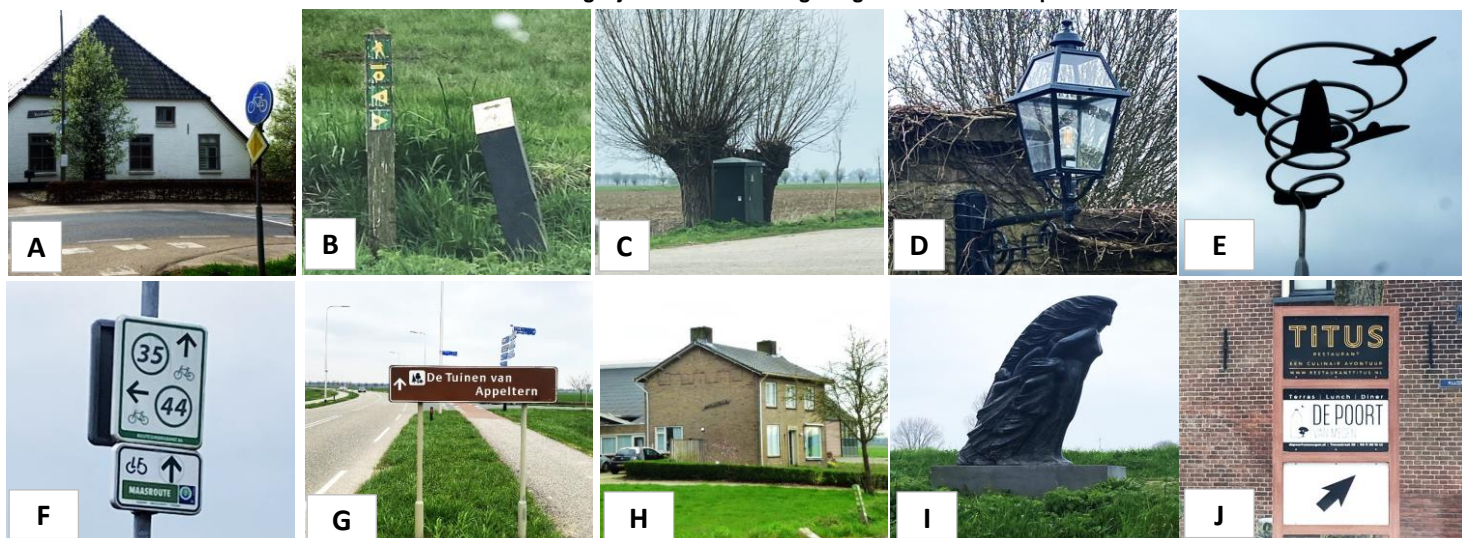 A
B
C
D
E
35
44
MAASROUTE
F
De Tuinen van
Appeltern
G
H
I
TITUS
RESTAURANT
EEN CULINAIR AVONTUUR
WWW.RESTAURANTTITUS.NL
Terras | Lunch | Diner
DE POORT
J